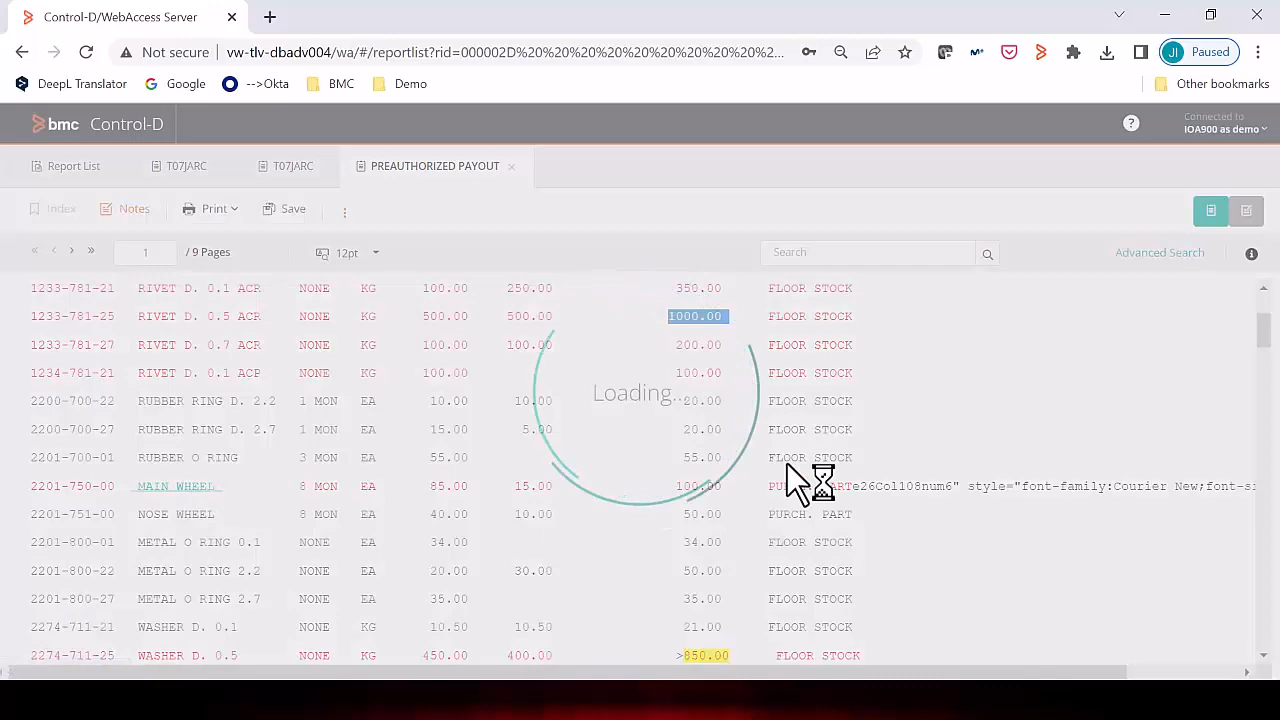 Control-D/WebAccess Server
Not secure vw-tlv-dbadv004/wa/#/reportlist?rid=000002D%20%20%20%20%20%20%20%20%20%2... Paused
DeepL Translator Google -->Okta BMC Demo Other bookmarks
bmc Control-D ? Connected to
IOA900 as demo
Report List T07JARC T07JARC PREAUTHORIZED PAYOUT
Index Notes Print Save
1 / 9 Pages 12pt Search Advanced Search
1233-781-21 RIVET D. 0.1 ACR NONE KG 100.00 250.00 350.00 FLOOR STOCK
1233-781-25 RIVET D. 0.5 ACR NONE KG 500.00 500.00 1000.00 FLOOR STOCK
1233-781-27 RIVET D. 0.7 ACR NONE KG 100.00 100.00 200.00 FLOOR STOCK
1234-781-21 RIVET D. 0.1 ACP NONE KG 100.00 100.00 FLOOR STOCK
Loading...
2200-700-22 RUBBER RING D. 2.2 1 MON EA 10.00 10.00 20.00 FLOOR STOCK
2200-700-27 RUBBER RING D. 2.7 1 MON EA 15.00 5.00 20.00 FLOOR STOCK
2201-700-01 RUBBER O RING 3 MON EA 55.00 55.00 FLOOR STOCK
2201-750-00 MAIN WHEEL 8 MON EA 85.00 15.00 100.00 PURCH. PARTe26Col108num6" style="font-family:Courier New;font-si
2201-751-00 NOSE WHEEL 8 MON EA 40.00 10.00 50.00 PURCH. PART
2201-800-01 METAL O RING 0.1 NONE EA 34.00 34.00 FLOOR STOCK
2201-800-22 METAL O RING 2.2 NONE EA 20.00 30.00 50.00 FLOOR STOCK
2201-800-27 METAL O RING 2.7 NONE EA 35.00 35.00 FLOOR STOCK
2274-711-21 WASHER D. 0.1 NONE KG 10.50 10.50 21.00 FLOOR STOCK
2274-711-25 WASHER D. 0.5 NONE KG 450.00 400.00 >850.00 FLOOR STOCK